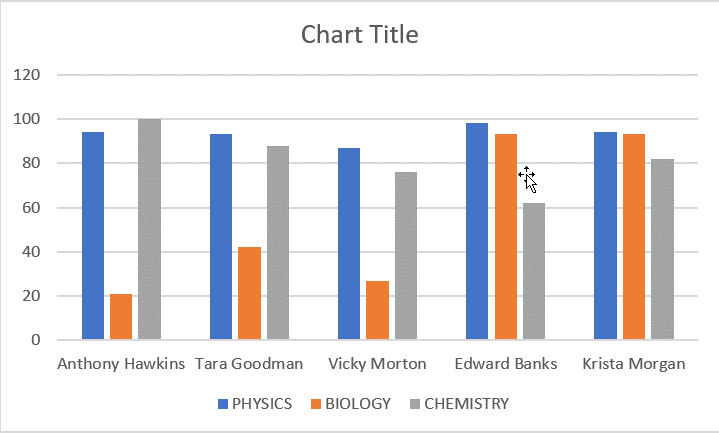 Chart Title
120
100
80
60
40
20
0
Anthony Hawkins Tara Goodman Vicky Morton Edward Banks Krista Morgan
PHYSICS BIOLOGY CHEMISTRY